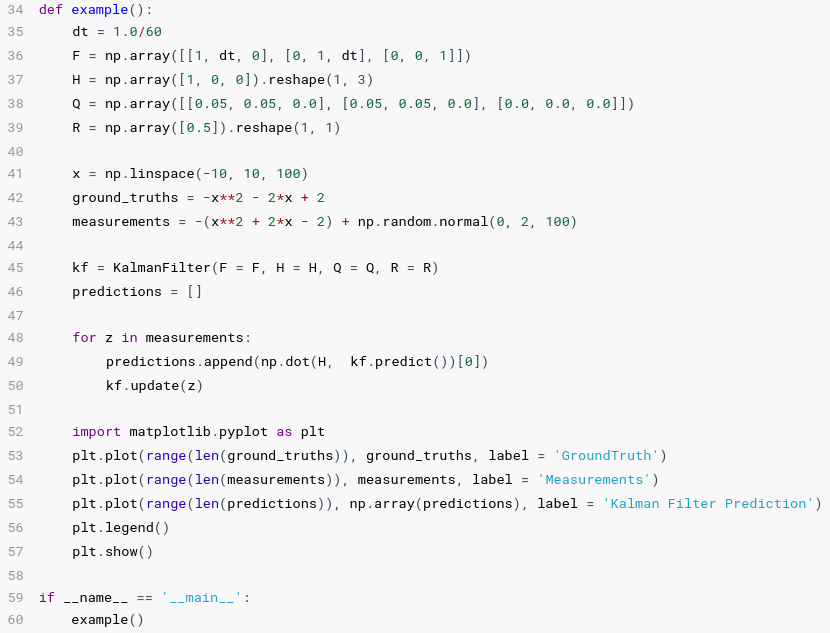 34 def example():
35     dt = 1.0/60
36     F = np.array([[1, dt, 0], [0, 1, dt], [0, 0, 1]])
37     H = np.array([1, 0, 0]).reshape(1, 3)
38     Q = np.array([[0.05, 0.05, 0.0], [0.05, 0.05, 0.0], [0.0, 0.0, 0.0]])
39     R = np.array([0.5]).reshape(1, 1)
40
41     x = np.linspace(-10, 10, 100)
42     ground_truths = -x**2 - 2*x + 2
43     measurements = -(x**2 + 2*x - 2) + np.random.normal(0, 2, 100)
44
45     kf = KalmanFilter(F = F, H = H, Q = Q, R = R)
46     predictions = []
47
48     for z in measurements:
49         predictions.append(np.dot(H,  kf.predict())[0])
50         kf.update(z)
51
52     import matplotlib.pyplot as plt
53     plt.plot(range(len(ground_truths)), ground_truths, label = 'GroundTruth')
54     plt.plot(range(len(measurements)), measurements, label = 'Measurements')
55     plt.plot(range(len(predictions)), np.array(predictions), label = 'Kalman Filter Prediction')
56     plt.legend()
57     plt.show()
58
59 if __name__ == '__main__':
60     example()